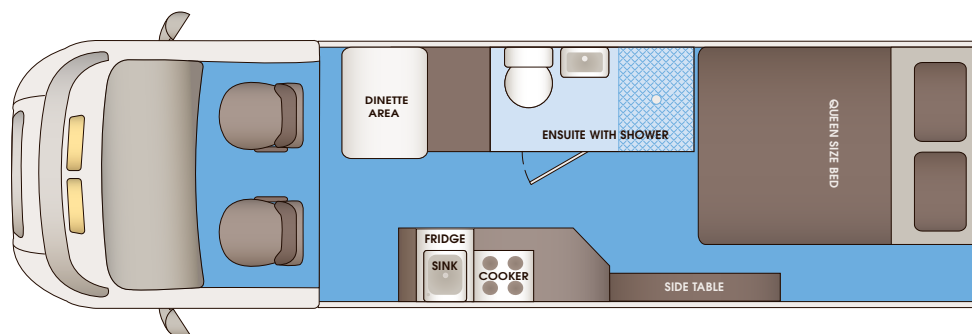 DINETTE
AREA
ENSUITE WITH SHOWER
QUEEN SIZE BED
FRIDGE
SINK
COOKER
SIDE TABLE